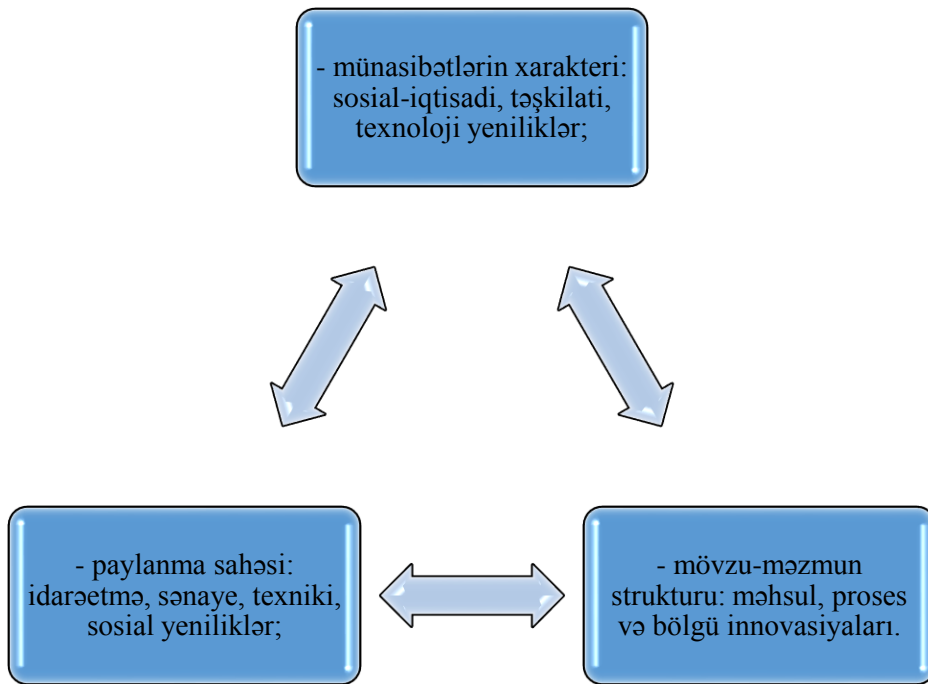 - münasibətlərin xarakteri:
sosial-iqtisadi, təşkilati,
texnoloji yeniliklər;
- paylanma sahəsi:
idarəetmə, sənaye, texniki,
sosial yeniliklər;
- mövzu-məzmun
strukturu: məhsul, proses
və bölgü innovasiyaları.